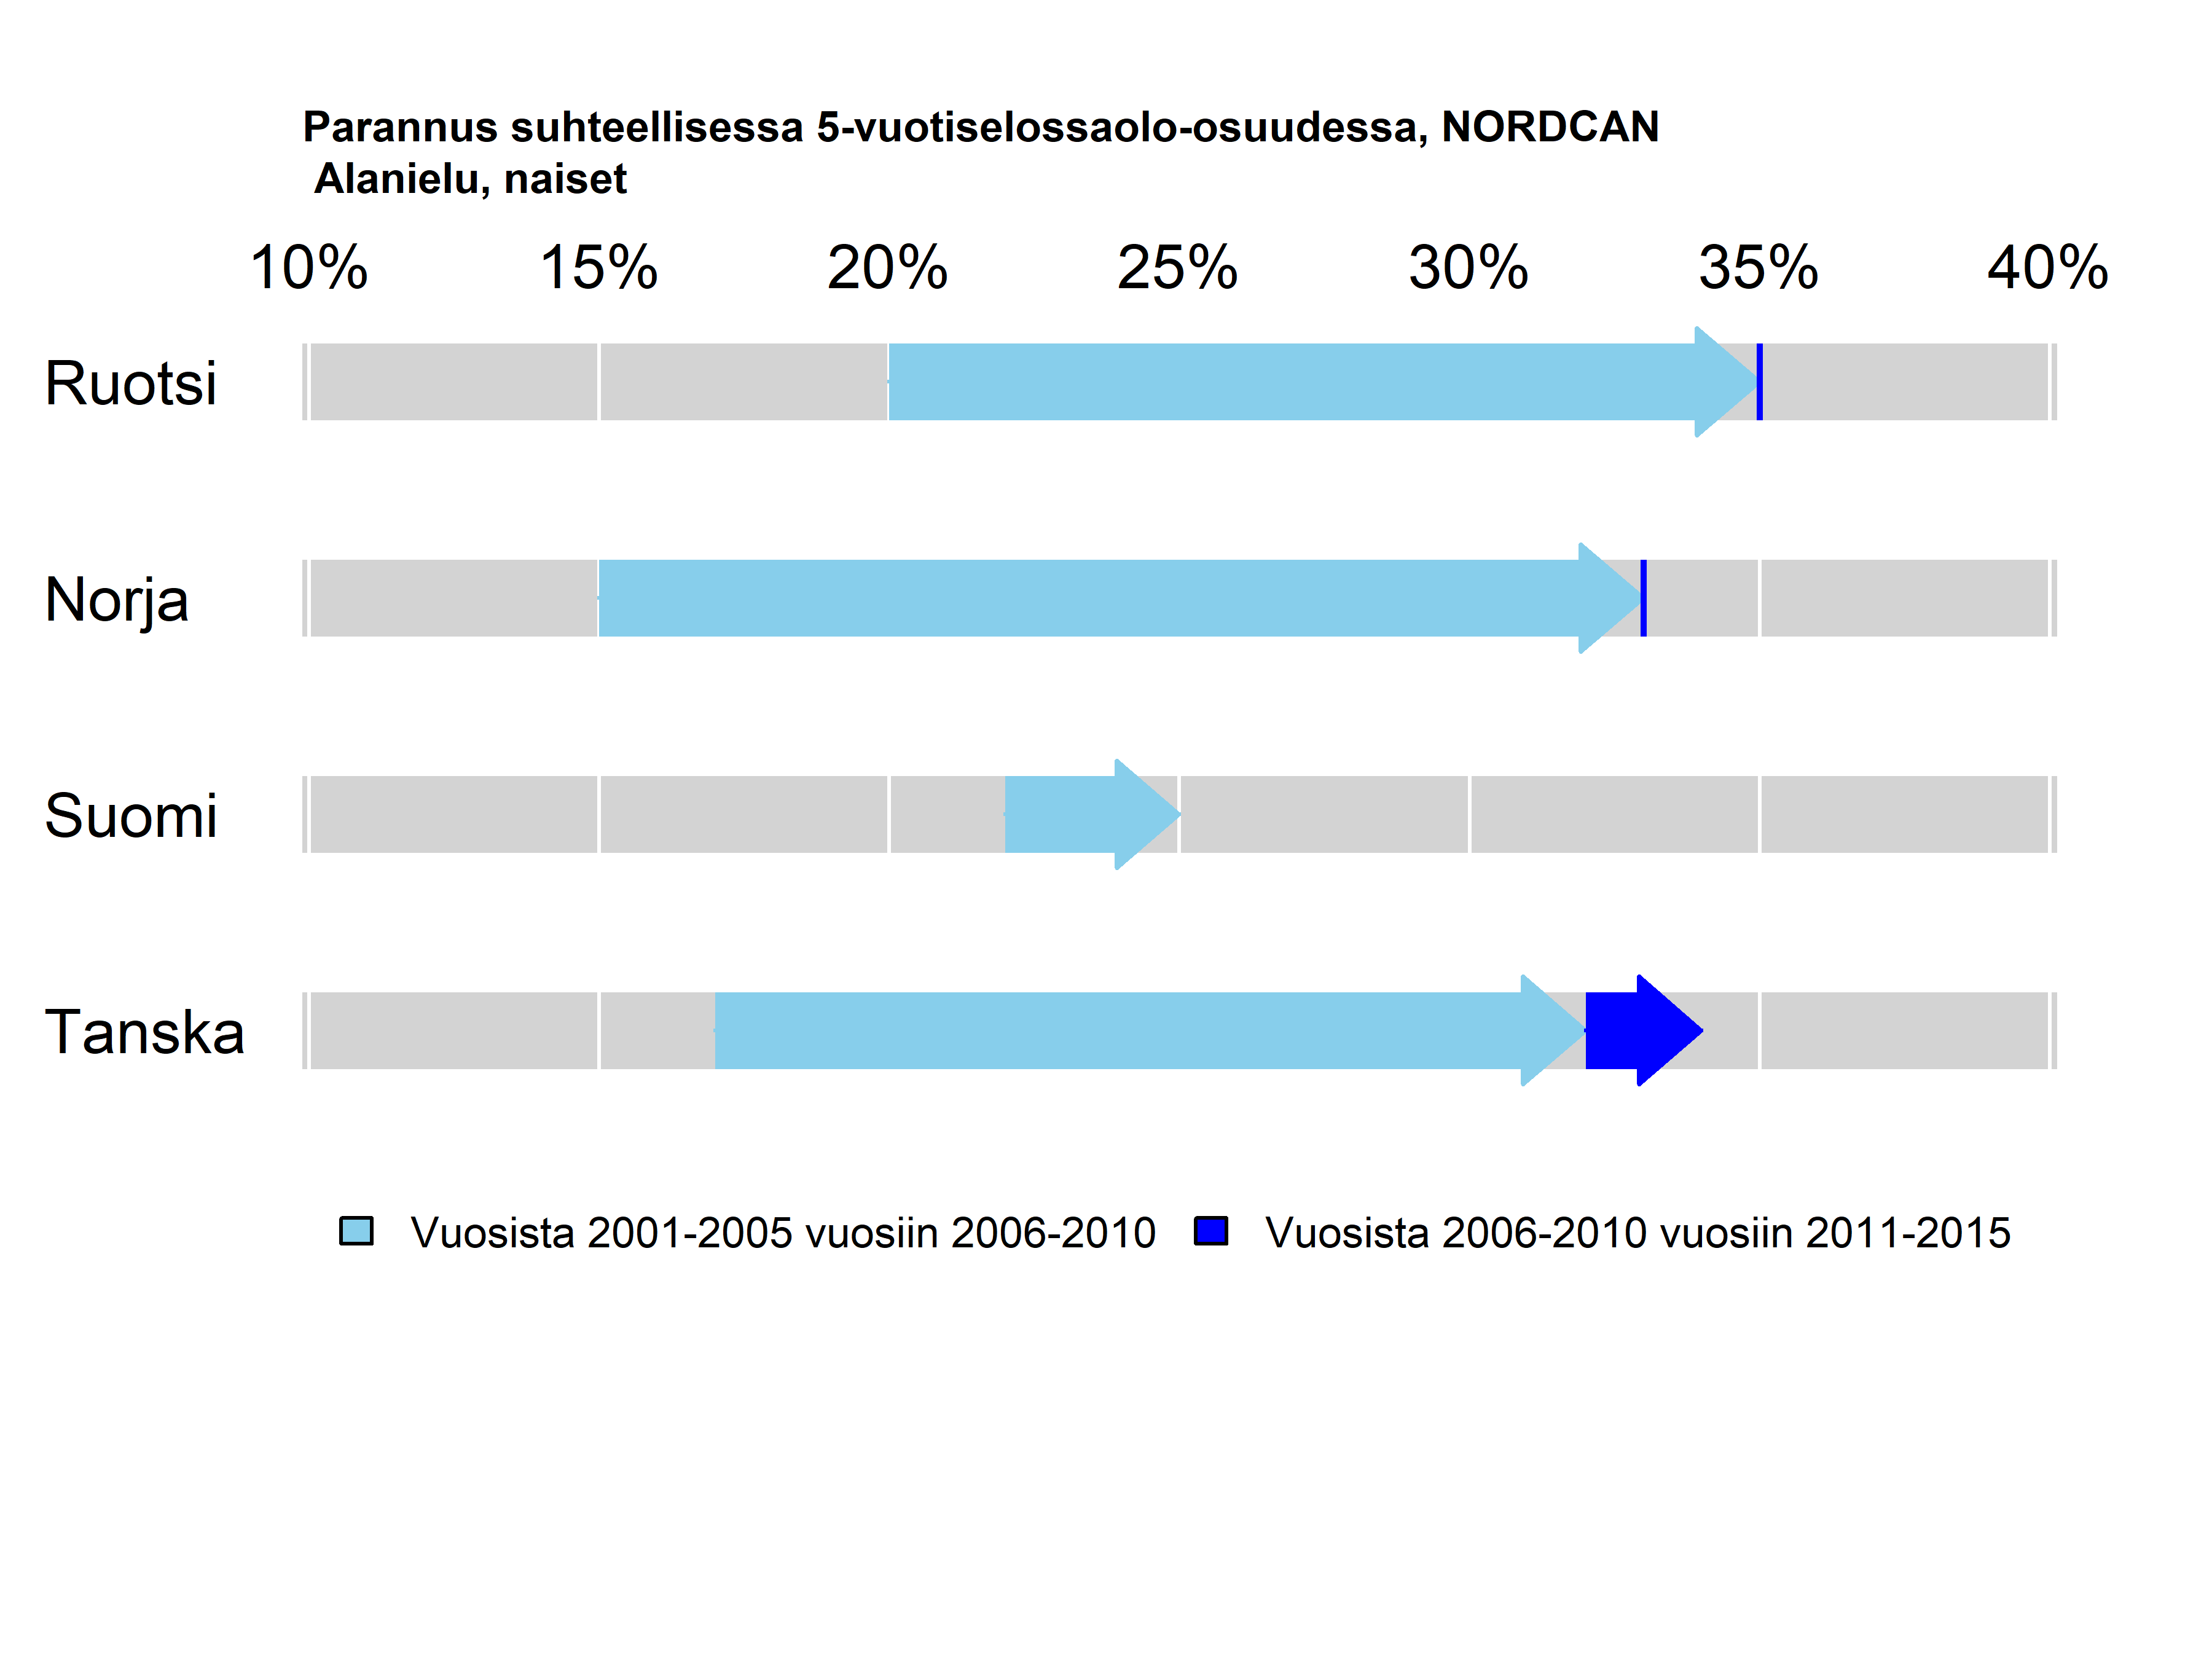 Parannus suhteellisessa 5-vuotiselossaolo-osuudessa, NORDCAN
Alanielu, naiset
10% 15% 20% 25% 30% 35% 40%
Ruotsi
Norja
Suomi
Tanska
Vuosista 2001-2005 vuosiin 2006-2010 Vuosista 2006-2010 vuosiin 2011-2015